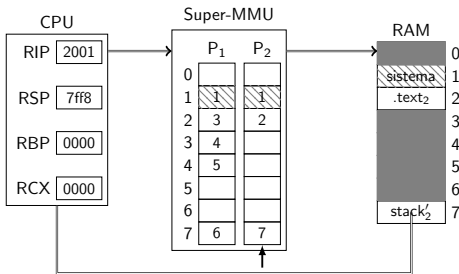 CPU
RIP 2001
RSP 7ff8
RBP 0000
RCX 0000
Super-MMU
P1 P2
0
1 1 1
2 3 2
3 4
4 5
5
6
7 6 7
RAM
0
sistema 1
.text2 2
3
4
5
6
stack′2 7